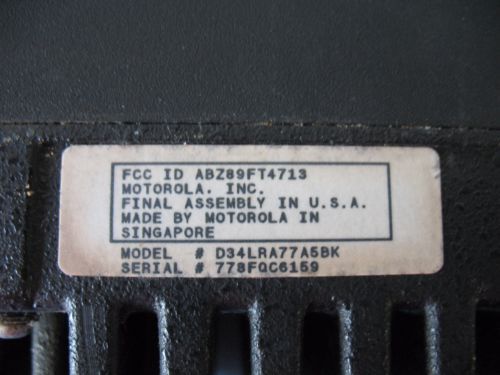 FCC ID ABZ89FT4713
MOTOROLA. INC.
FINAL ASSEMBLY IN U.S.A.
MADE BY MOTOROLA IN
SINGAPORE
MODEL # D34LRA77A5BK
SERIAL # 778FQC6159